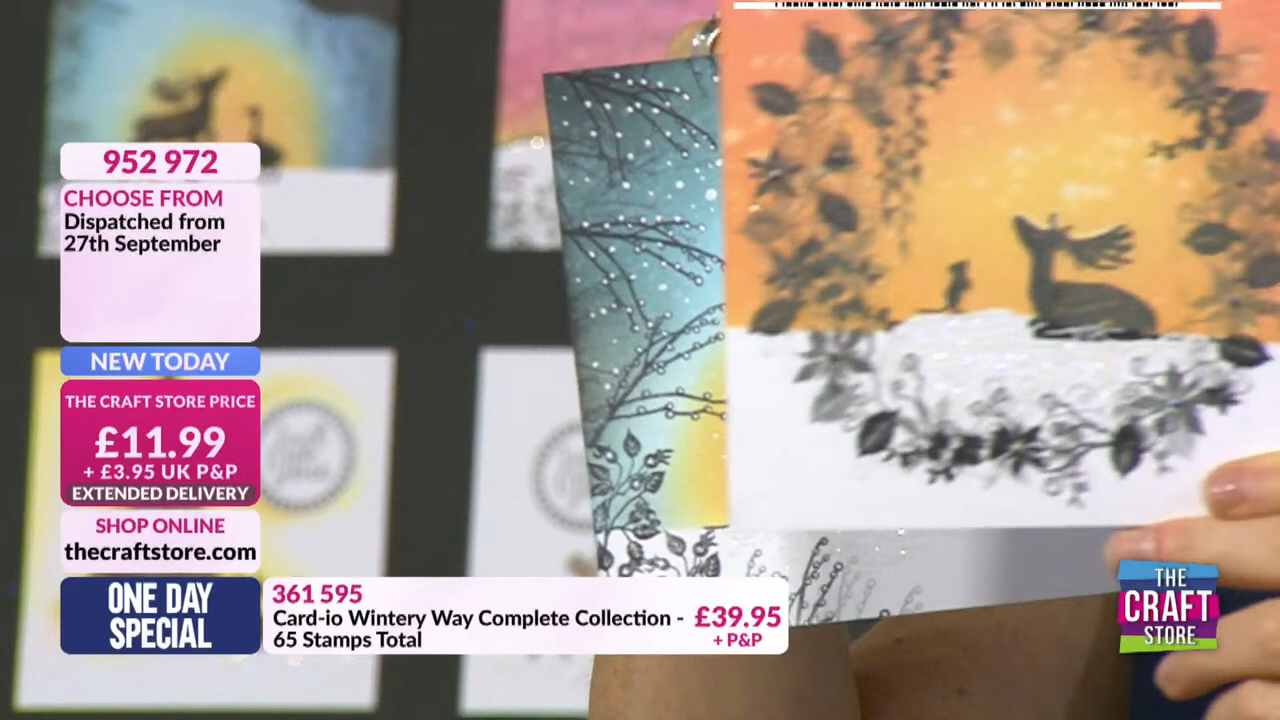 952 972
CHOOSE FROM
Dispatched from
27th September
NEW TODAY
THE CRAFT STORE PRICE
£11.99
+ £3.95 UK P&P
EXTENDED DELIVERY
SHOP ONLINE
thecraftstore.com
ONE DAY
SPECIAL
361 595
Card-io Wintery Way Complete Collection -
65 Stamps Total
£39.95
+ P&P
THE
CRAFT
STORE